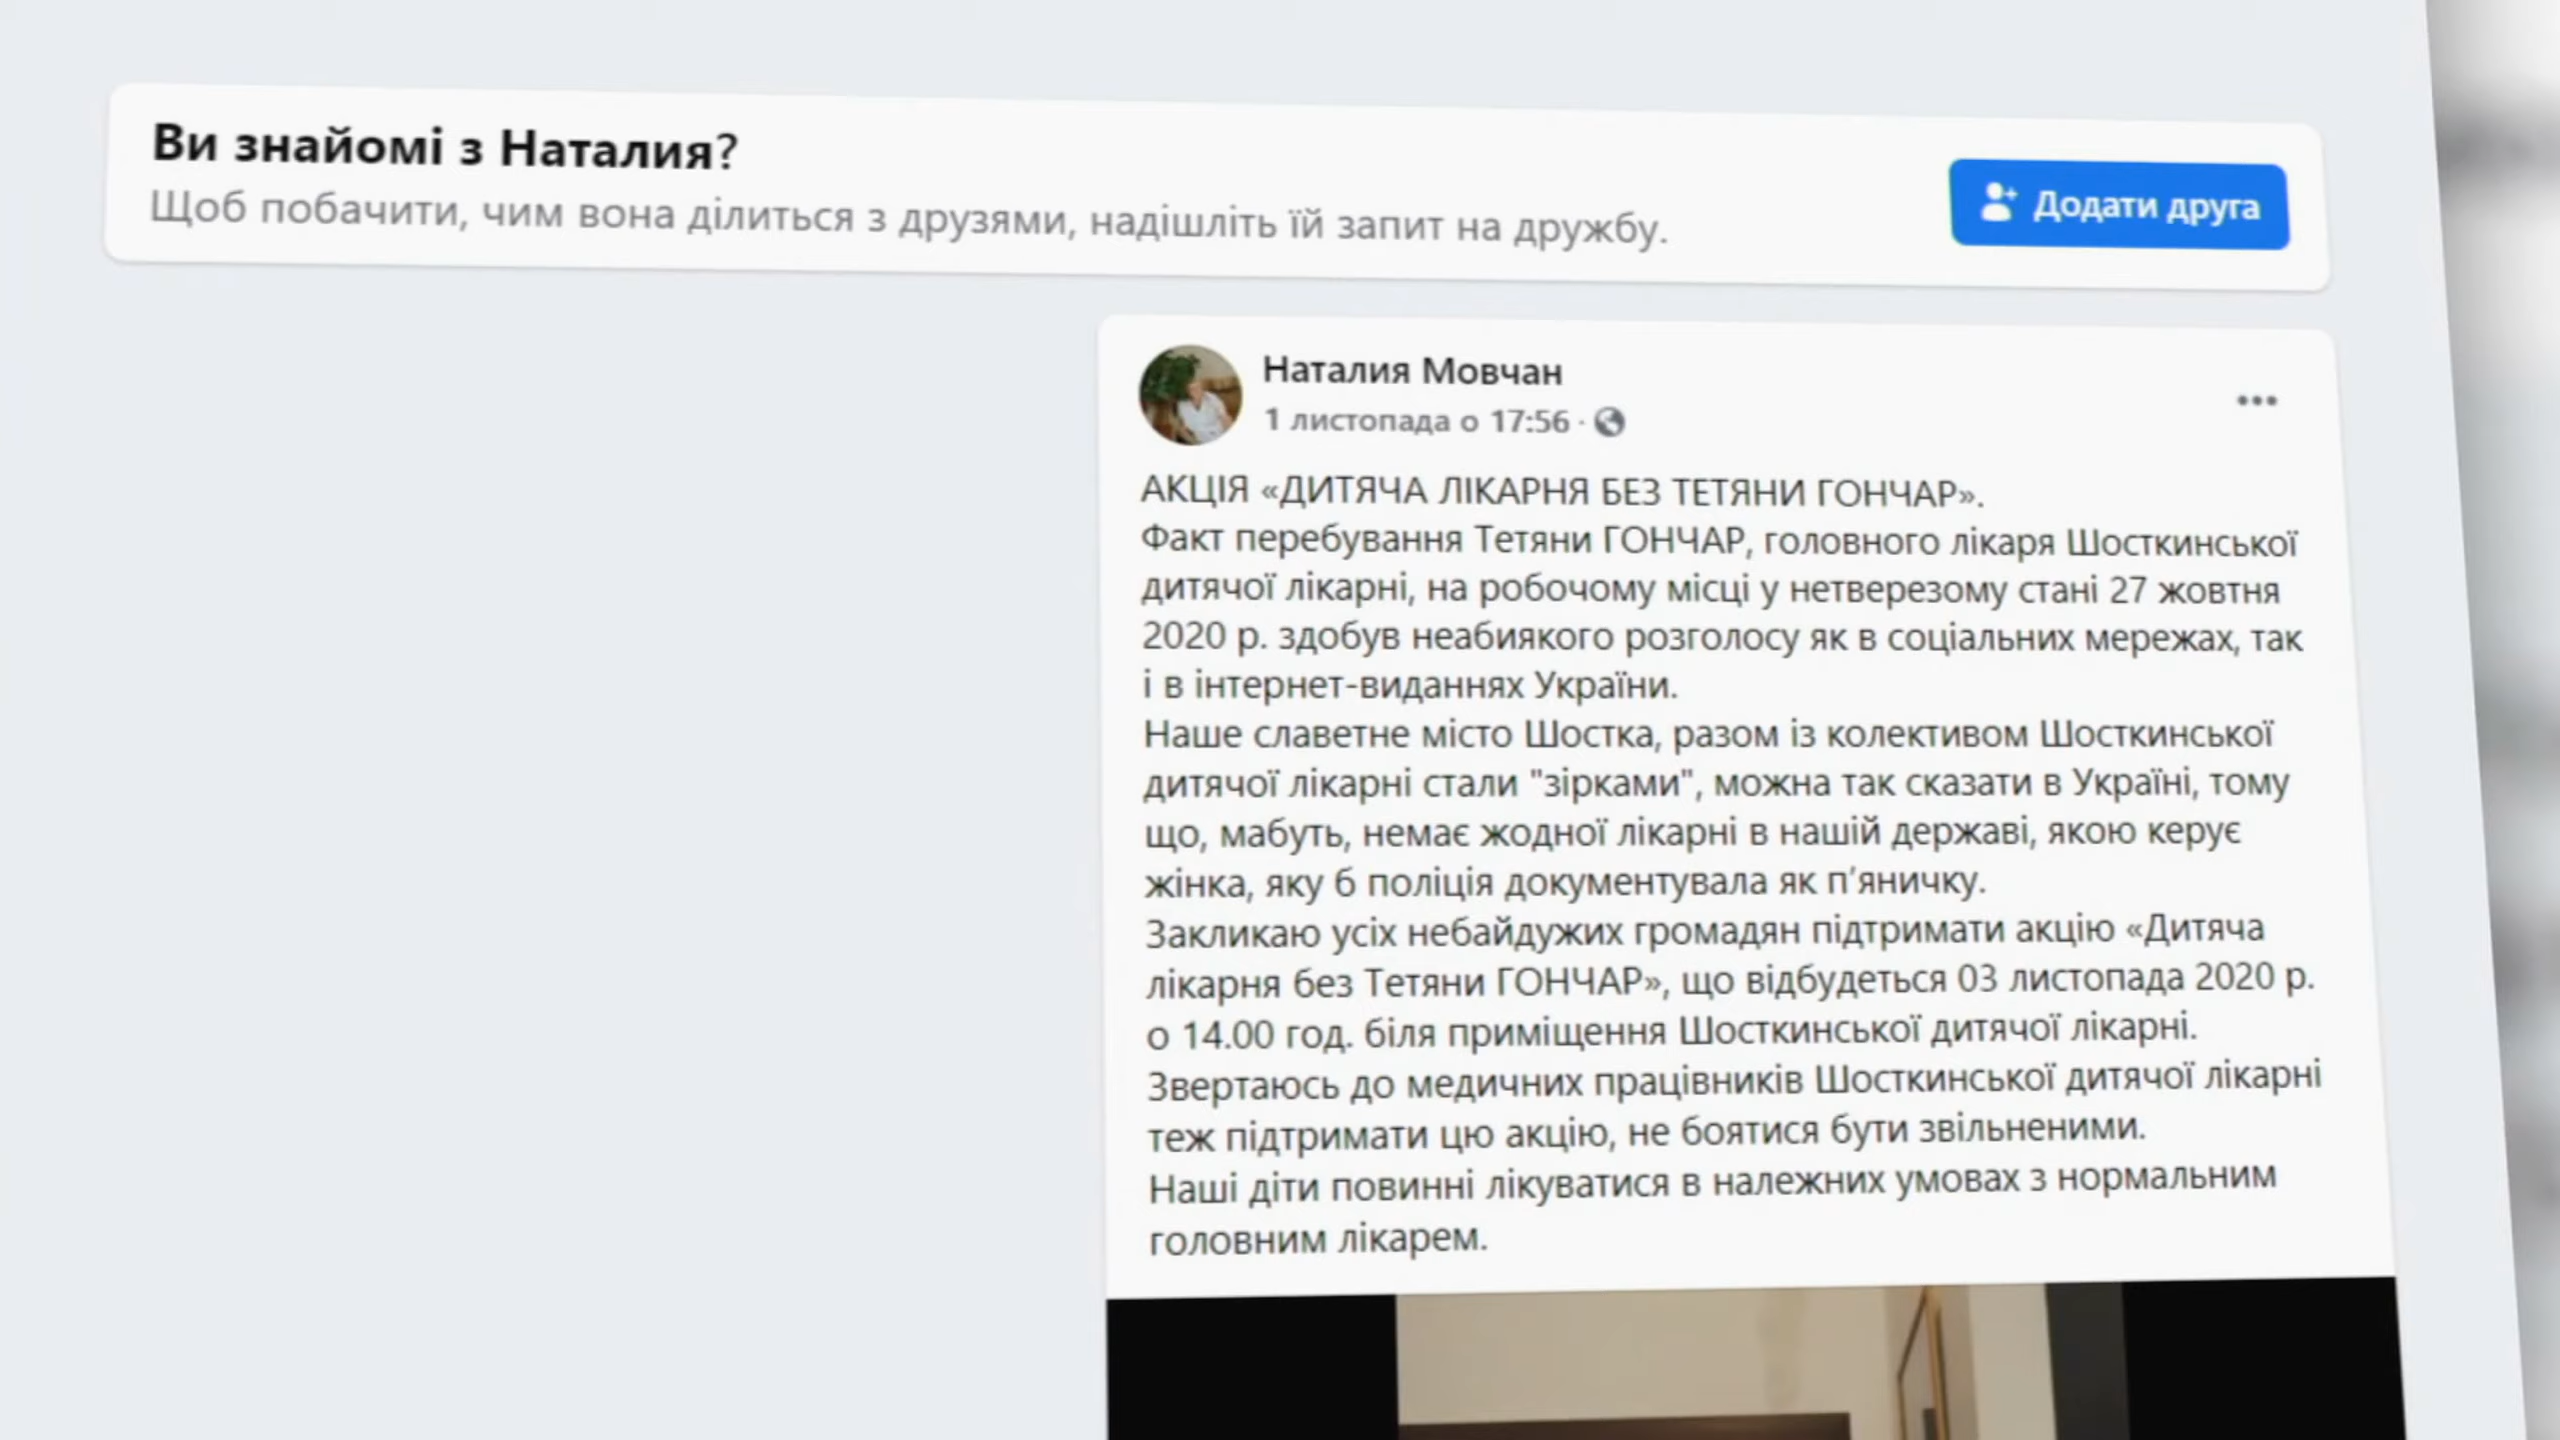 Ви знайомі з Наталия?
Щоб побачити, чим вона ділиться з друзями, надішліть їй запит на дружбу.
Додати друга
Наталия Мовчан
1 листопада о 17:56 ·
АКЦІЯ «ДИТЯЧА ЛІКАРНЯ БЕЗ ТЕТЯНИ ГОНЧАР».
Факт перебування Тетяни ГОНЧАР, головного лікаря Шосткинської
дитячої лікарні, на робочому місці у нетверезому стані 27 жовтня
2020 р. здобув неабиякого розголосу як в соціальних мережах, так
і в інтернет-виданнях України.
Наше славетне місто Шостка, разом із колективом Шосткинської
дитячої лікарні стали "зірками", можна так сказати в Україні, тому
що, мабуть, немає жодної лікарні в нашій державі, якою керує
жінка, яку б поліція документувала як п’яничку.
Закликаю усіх небайдужих громадян підтримати акцію «Дитяча
лікарня без Тетяни ГОНЧАР», що відбудеться 03 листопада 2020 р.
о 14.00 год. біля приміщення Шосткинської дитячої лікарні.
Звертаюсь до медичних працівників Шосткинської дитячої лікарні
теж підтримати цю акцію, не боятися бути звільненими.
Наші діти повинні лікуватися в належних умовах з нормальним
головним лікарем.